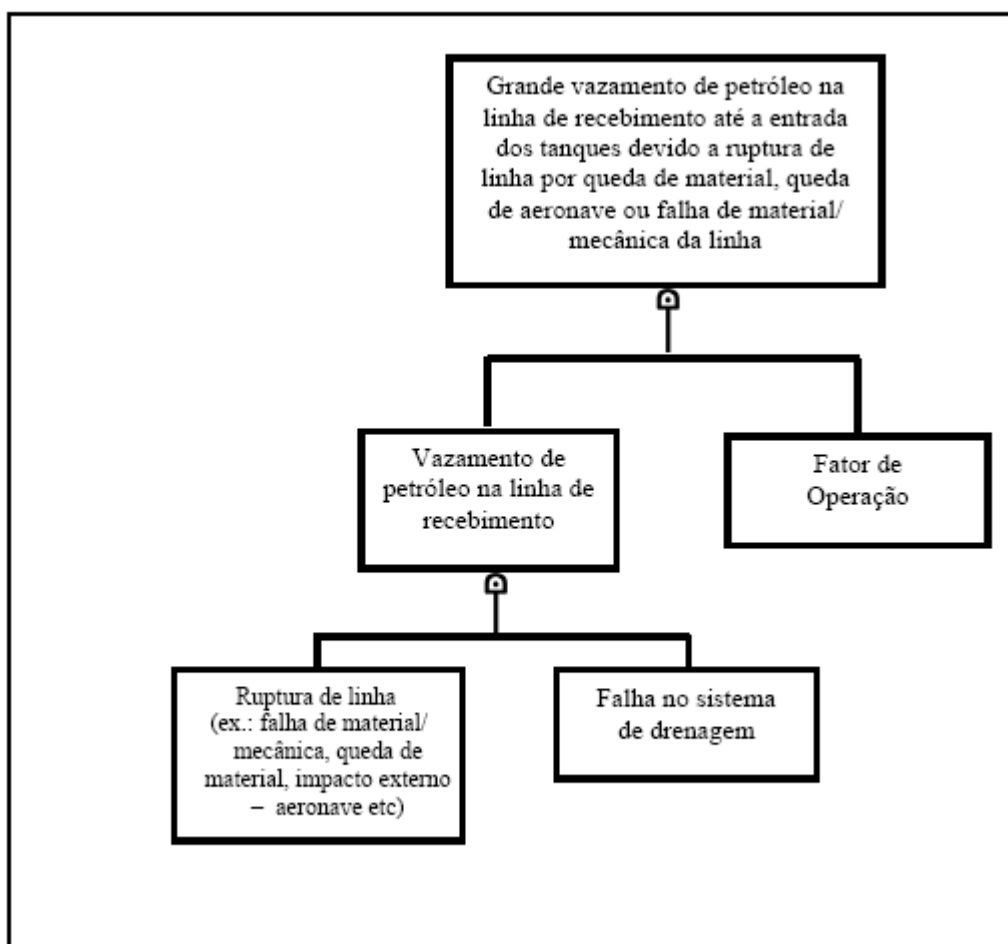 Grande vazamento de petróleo na
linha de recebimento até a entrada
dos tanques devido a ruptura de
linha por queda de material, queda
de aeronave ou falha de material/
mecânica da linha
Vazamento de
petróleo na linha de
recebimento
Fator de
Operação
Ruptura de linha
(ex.: falha de material/
mecânica, queda de
material, impacto externo
– aeronave etc)
Falha no sistema
de drenagem